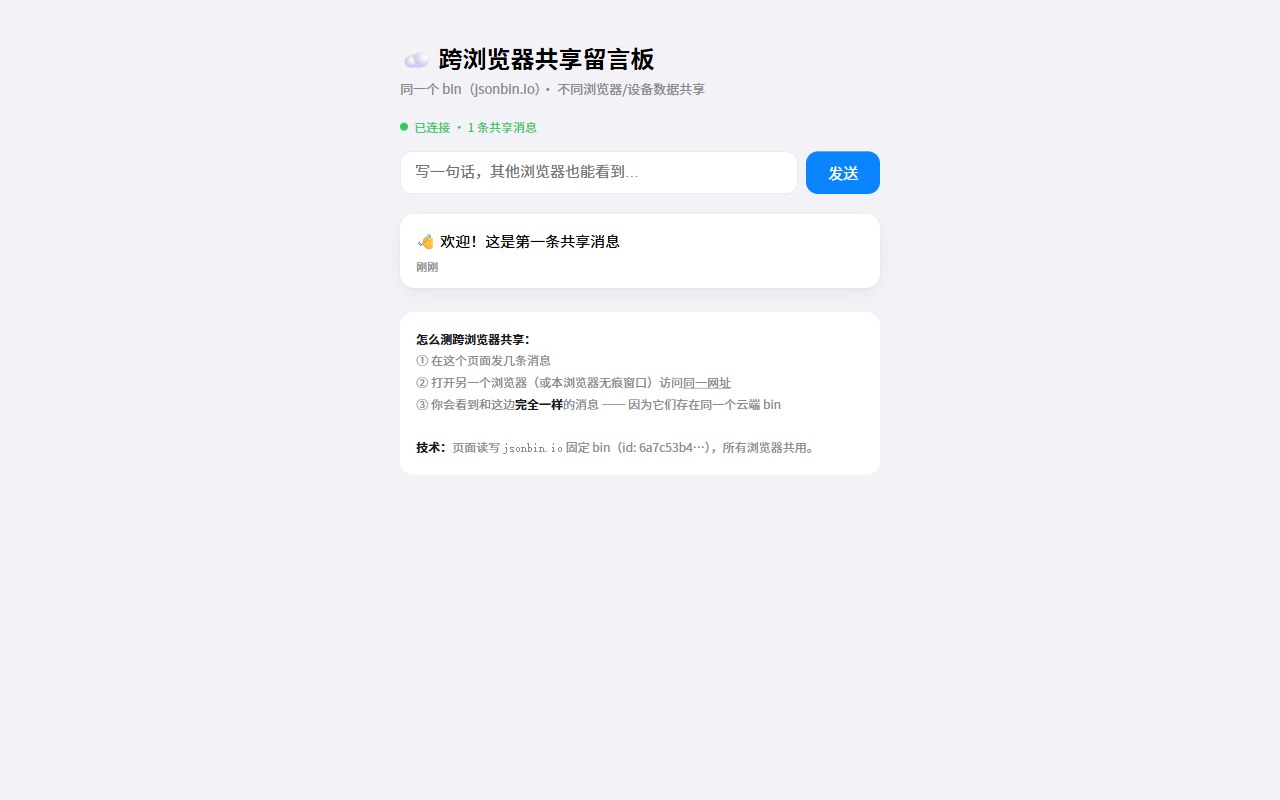 ☁️ 跨浏览器共享留言板
同一个 bin（jsonbin.io）· 不同浏览器/设备数据共享
已连接 · 1 条共享消息
写一句话，其他浏览器也能看到…
发送
👋 欢迎！这是第一条共享消息
刚刚
怎么测跨浏览器共享：
① 在这个页面发几条消息
② 打开另一个浏览器（或本浏览器无痕窗口）访问同一网址
③ 你会看到和这边完全一样的消息 —— 因为它们存在同一个云端 bin
技术：页面读写 jsonbin.io 固定 bin（id: 6a7c53b4…），所有浏览器共用。